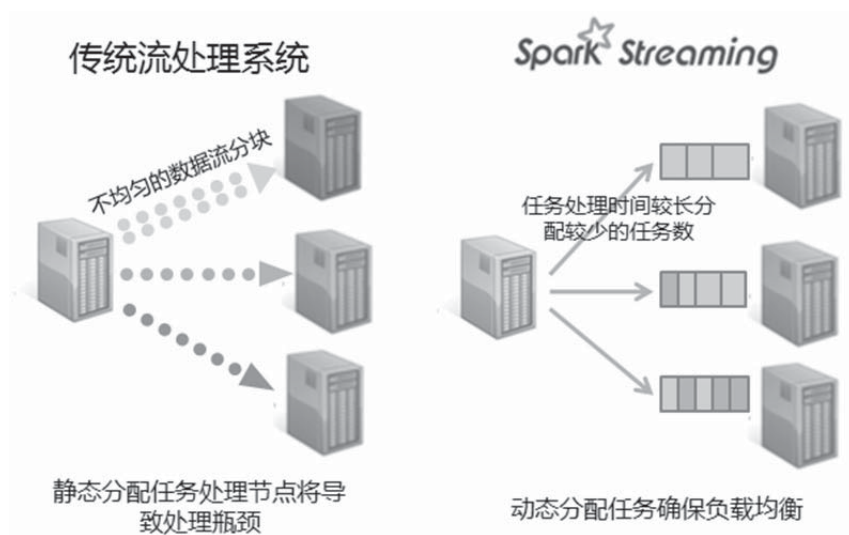 传统流处理系统
Spark Streaming
不均匀的数据流分块
任务处理时间较长分
配较少的任务数
静态分配任务处理节点将导
致处理瓶颈
动态分配任务确保负载均衡